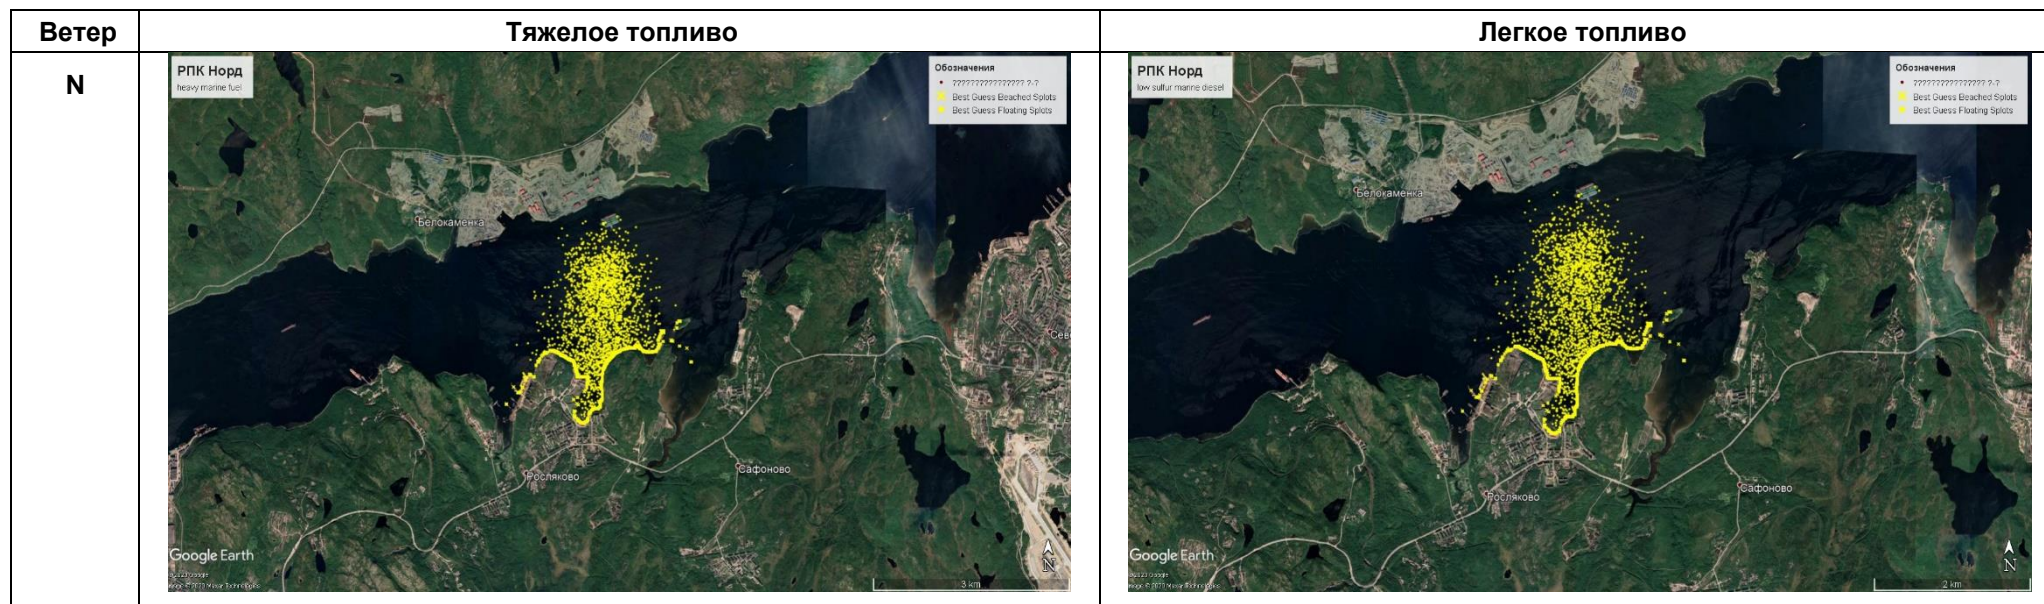 Ветер
Тяжелое топливо
Легкое топливо
N
РПК Норд
heavy marine fuel
Обозначения
???????????????? ?-?
Best Guess Beached Splots
Best Guess Floating Splots
Белокаменка
Росляково
Сафоново
Сев
Google Earth
N
3 km
РПК Норд
low sulfur marine diesel
Обозначения
???????????????? ?-?
Best Guess Beached Splots
Best Guess Floating Splots
Белокаменка
Росляково
Сафоново
Google Earth
N
2 km